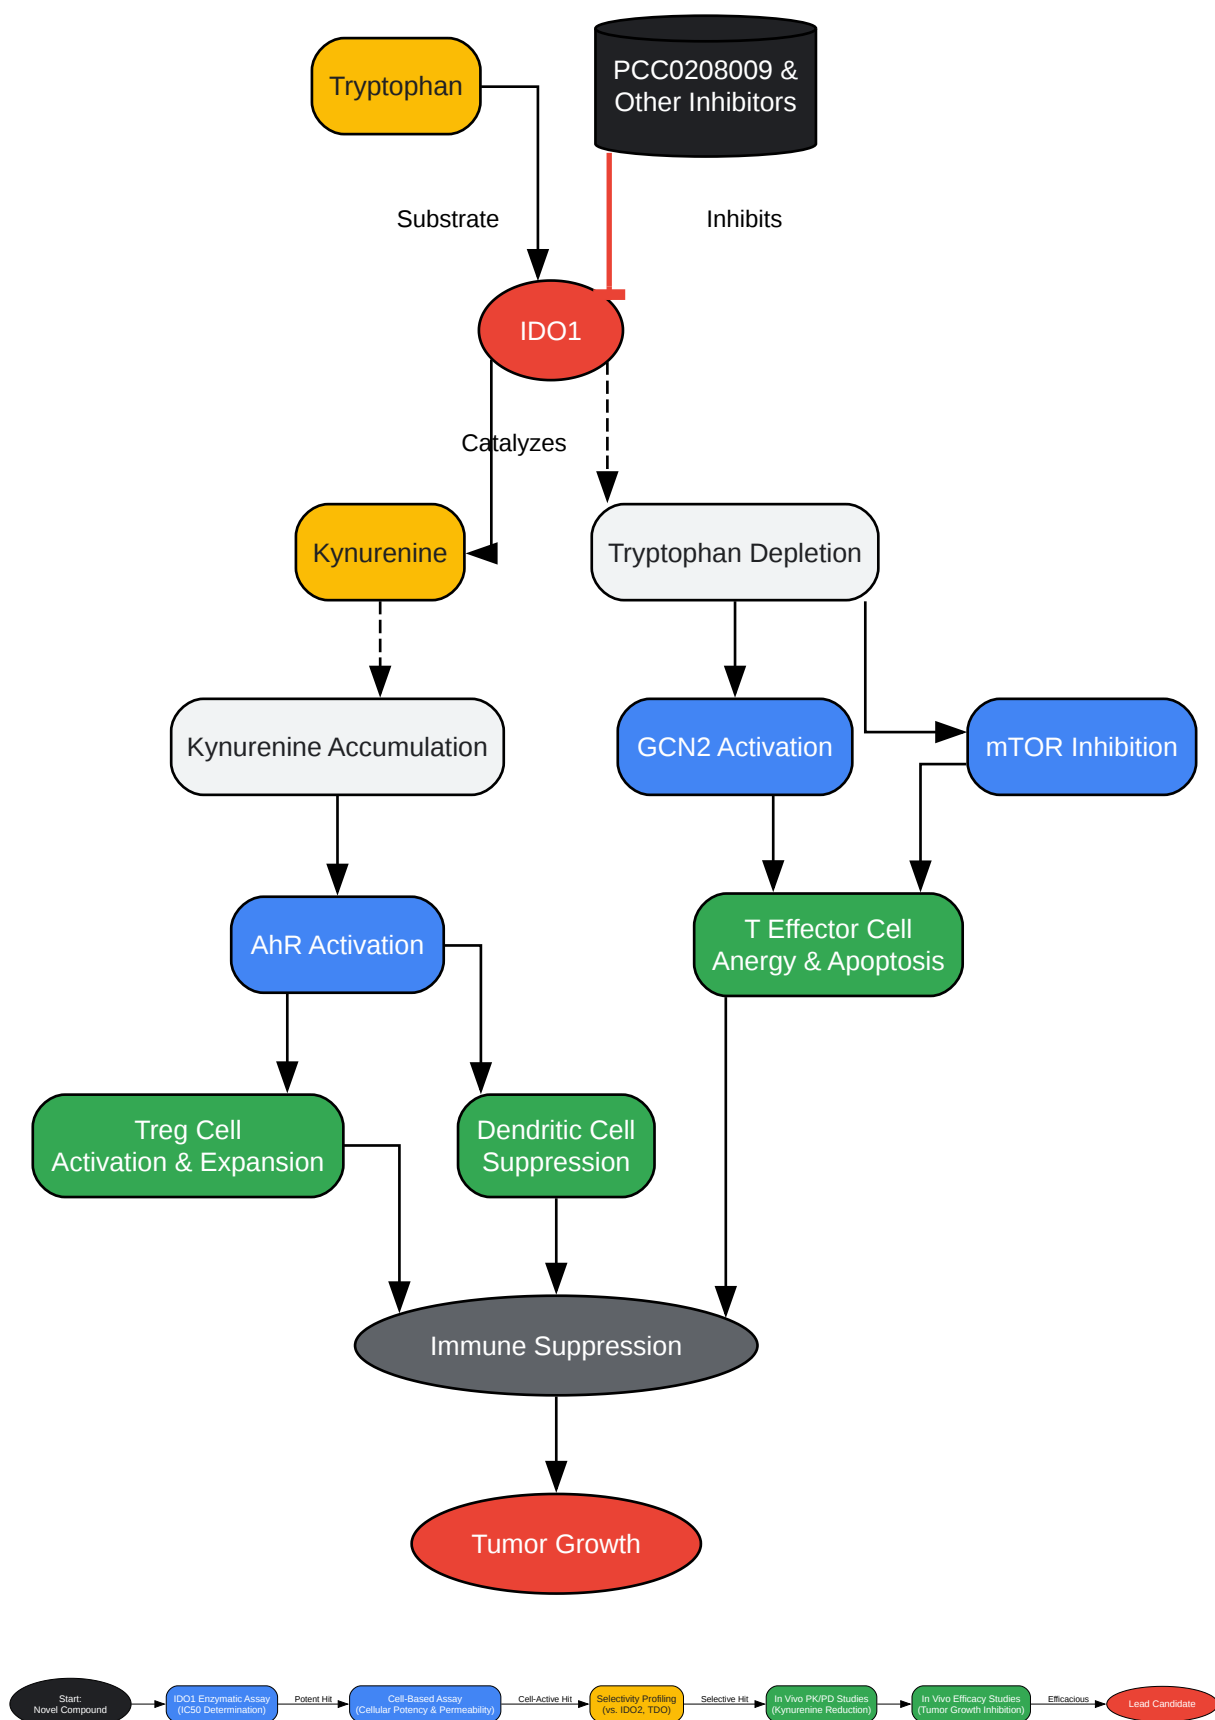 Tryptophan
PCC0208009 &
Other Inhibitors
Substrate
Inhibits
IDO1
Catalyzes
Kynurenine
Tryptophan Depletion
Kynurenine Accumulation
GCN2 Activation
mTOR Inhibition
AhR Activation
T Effector Cell
Anergy & Apoptosis
Treg Cell
Activation & Expansion
Dendritic Cell
Suppression
Immune Suppression
Tumor Growth
Start:
Novel Compound
IDO1 Enzymatic Assay
(IC50 Determination)
Potent Hit
Cell-Based Assay
(Cellular Potency & Permeability)
Cell-Active Hit
Selectivity Profiling
(vs. IDO2, TDO)
Selective Hit
In Vivo PK/PD Studies
(Kynurenine Reduction)
In Vivo Efficacy Studies
(Tumor Growth Inhibition)
Efficacious
Lead Candidate